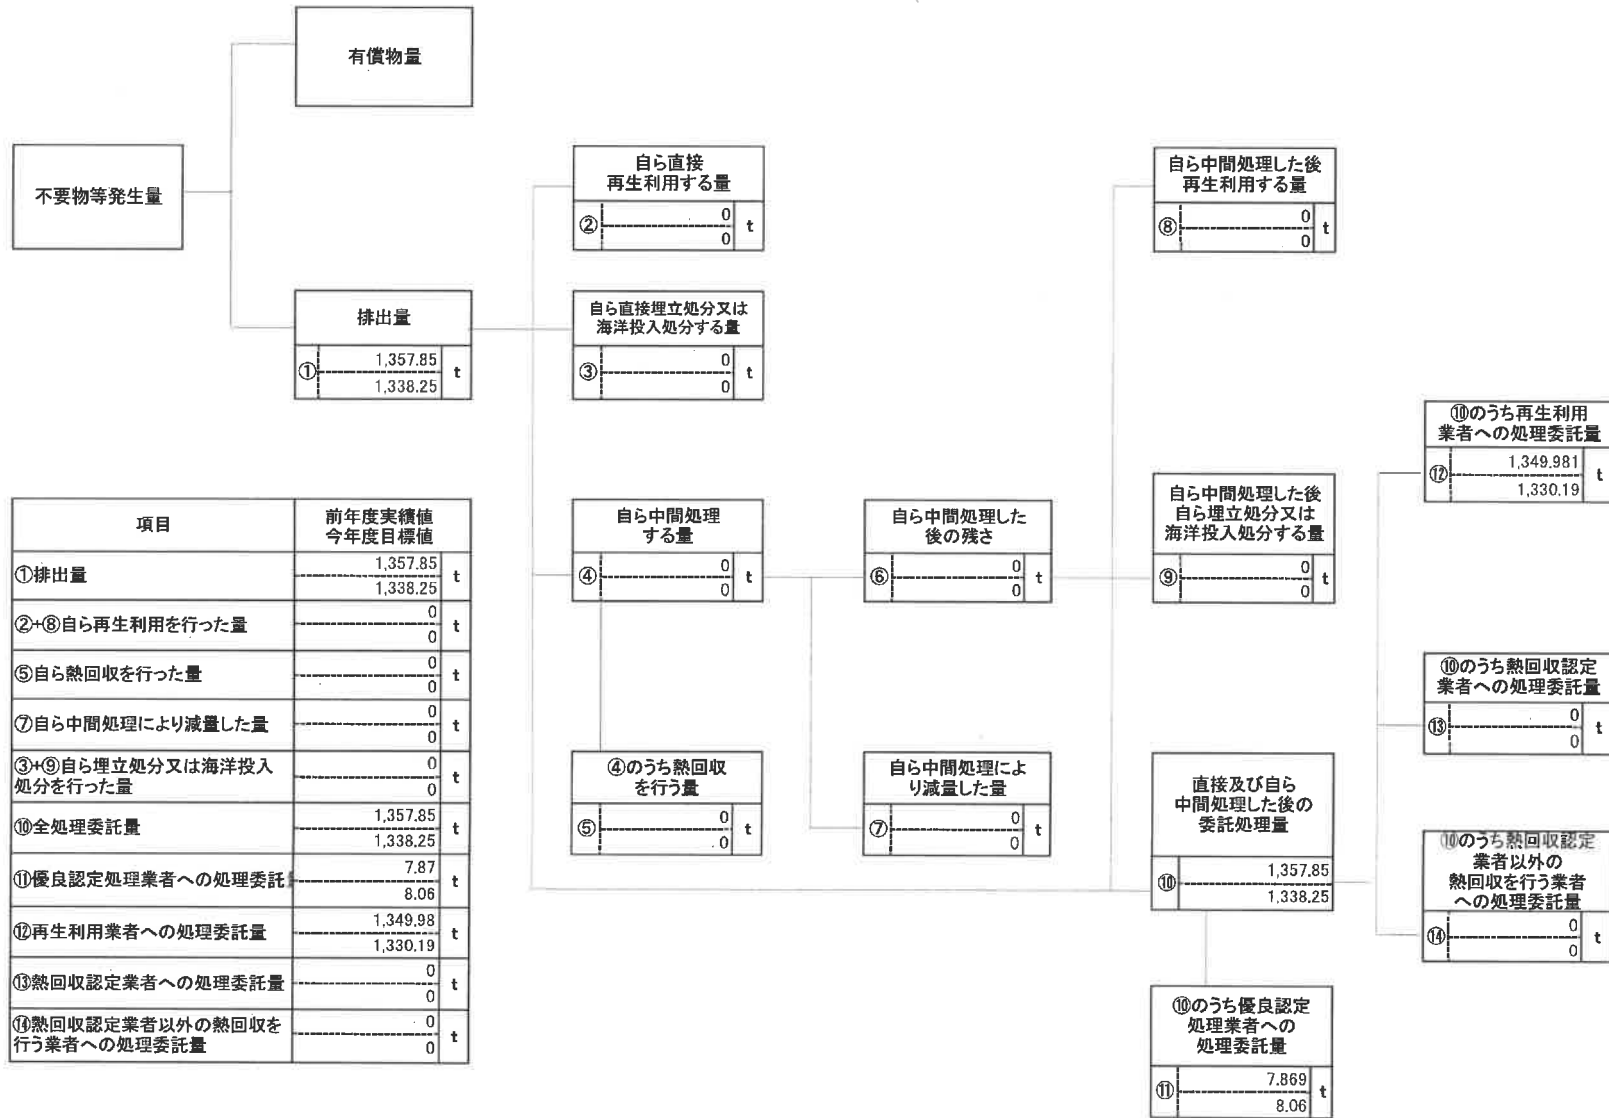 有償物量
不要物等発生量
排出量
① 1,357.85 t
1,338.25
自ら直接
再生利用する量
② 0 t
0
自ら直接埋立処分又は
海洋投入処分する量
③ 0 t
0
自ら中間処理
する量
④ 0 t
0
④のうち熱回収
を行う量
⑤ 0 t
0
自ら中間処理した
後の残さ
⑥ 0 t
0
自ら中間処理によ
り減量した量
⑦ 0 t
0
自ら中間処理した後
再生利用する量
⑧ 0 t
0
自ら中間処理した後
自ら埋立処分又は
海洋投入処分する量
⑨ 0 t
0
直接及び自ら
中間処理した後の
委託処理量
⑩ 1,357.85 t
1,338.25
⑩のうち優良認定
処理業者への
処理委託量
⑪ 7.869 t
8.06
⑩のうち再生利用
業者への処理委託量
⑫ 1,349.981 t
1,330.19
⑩のうち熱回収認定
業者への処理委託量
⑬ 0 t
0
⑩のうち熱回収認定
業者以外の
熱回収を行う業者
への処理委託量
⑭ 0 t
0
項目 前年度実績値
今年度目標値
①排出量 1,357.85 t
1,338.25
②+⑧自ら再生利用を行った量 0 t
0
⑤自ら熱回収を行った量 0 t
0
⑦自ら中間処理により減量した量 0 t
0
③+⑨自ら埋立処分又は海洋投入
処分を行った量 0 t
0
⑩全処理委託量 1,357.85 t
1,338.25
⑪優良認定処理業者への処理委託 7.87 t
8.06
⑫再生利用業者への処理委託量 1,349.98 t
1,330.19
⑬熱回収認定業者への処理委託量 0 t
0
⑭熱回収認定業者以外の熱回収を
行う業者への処理委託量 0 t
0